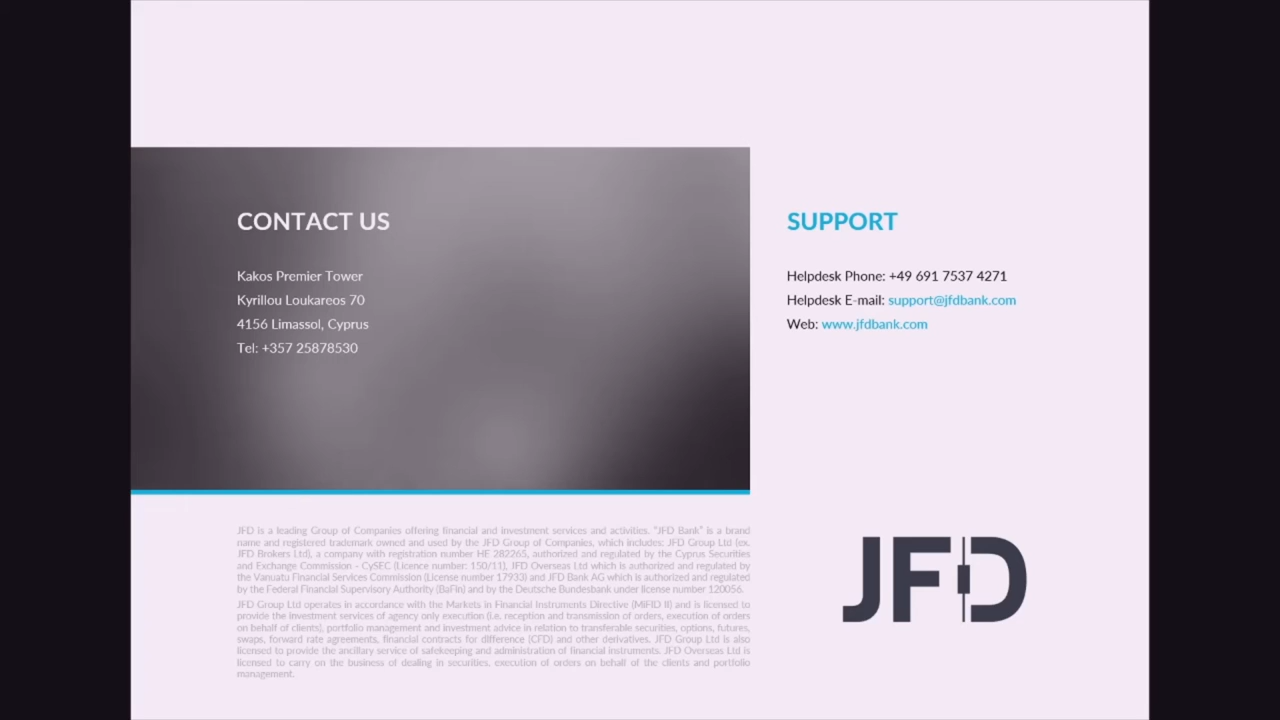 CONTACT US
Kakos Premier Tower
Kyrillou Loukareos 70
4156 Limassol, Cyprus
Tel: +357 25878530
SUPPORT
Helpdesk Phone: +49 691 7537 4271
Helpdesk E-mail: support@jfdbank.com
Web: www.jfdbank.com
JFD is a leading Group of Companies offering financial and investment services and activities. "JFD Bank" is a brand
name and registered trademark owned and used by the JFD Group of Companies, which includes: JFD Group Ltd (ex.
JFD Brokers Ltd), a company with registration number HE 282265, authorized and regulated by the Cyprus Securities
and Exchange Commission - CySEC (Licence number: 150/11), JFD Overseas Ltd which is authorized and regulated by
the Vanuatu Financial Services Commission (License number 17933) and JFD Bank AG which is authorized and regulated
by the Federal Financial Supervisory Authority (BaFin) and by the Deutsche Bundesbank under license number 120056.
JFD Group Ltd operates in accordance with the Markets in Financial Instruments Directive (MiFID II) and is licensed to
provide the investment services of agency only execution (i.e. reception and transmission of orders, execution of orders
on behalf of clients), portfolio management and investment advice in relation to transferable securities, options, futures,
swaps, forward rate agreements, financial contracts for difference (CFD) and other derivatives. JFD Group Ltd is also
licensed to provide the ancillary service of safekeeping and administration of financial instruments. JFD Overseas Ltd is
licensed to carry on the business of dealing in securities, execution of orders on behalf of the clients and portfolio
management.
JFD